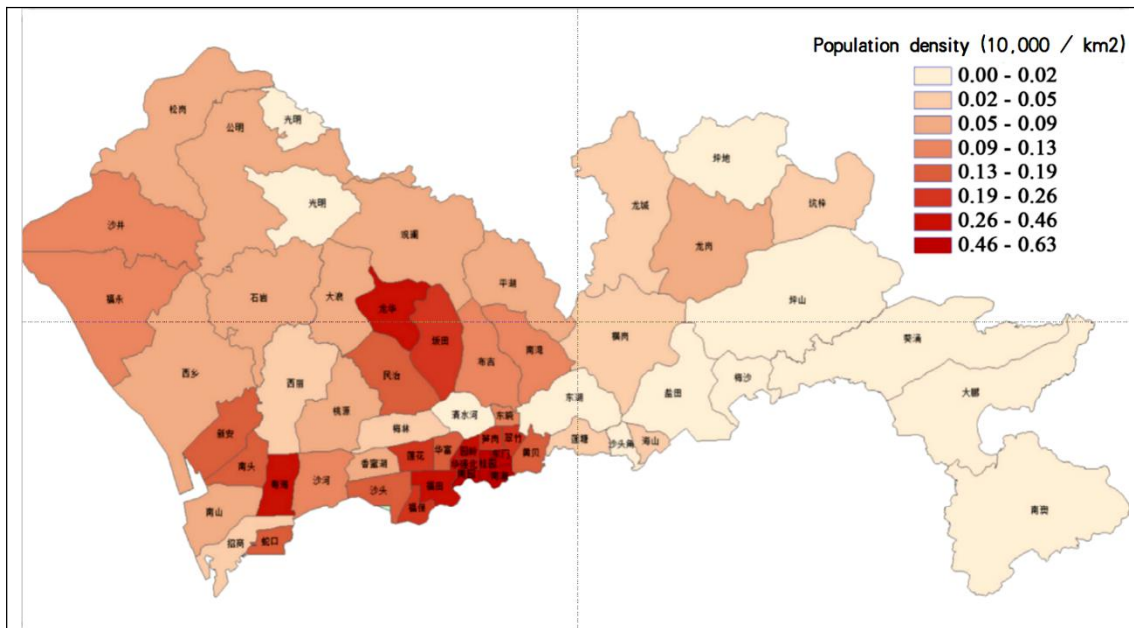 Population density (10,000 / km2)
0.00 - 0.02
0.02 - 0.05
0.05 - 0.09
0.09 - 0.13
0.13 - 0.19
0.19 - 0.26
0.26 - 0.46
0.46 - 0.63
松岗
公明
光明
沙井
光明
观澜
龙城
坪地
坑梓
龙岗
福永
石岩
大浪
龙华
平湖
坪山
坂田
横岗
葵涌
西乡
西丽
民治
布吉
南湾
盐田
梅沙
大鹏
桃源
清水河
东湖
东晓
新安
梅林
莲塘
沙头角
海山
笋岗
翠竹
黄贝
华富
莲花
香蜜湖
南头
粤海
沙河
沙头
福田
福保
南山
招商
蛇口
南澳